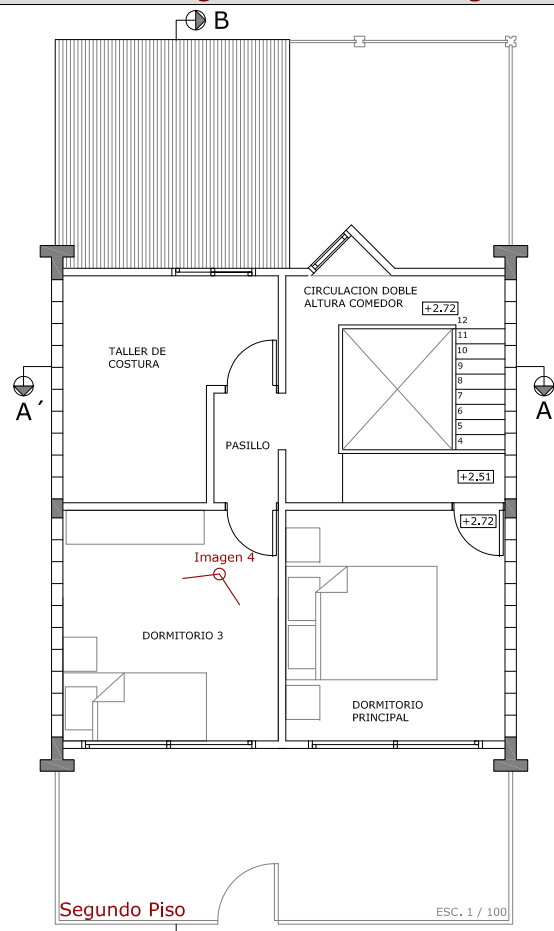 B
CIRCULACION DOBLE
ALTURA COMEDOR
+2.72
12
11
10
9
8
7
6
5
4
TALLER DE
COSTURA
A´
A
PASILLO
+2.51
+2.72
Imagen 4
DORMITORIO 3
DORMITORIO
PRINCIPAL
Segundo Piso
ESC. 1 / 100